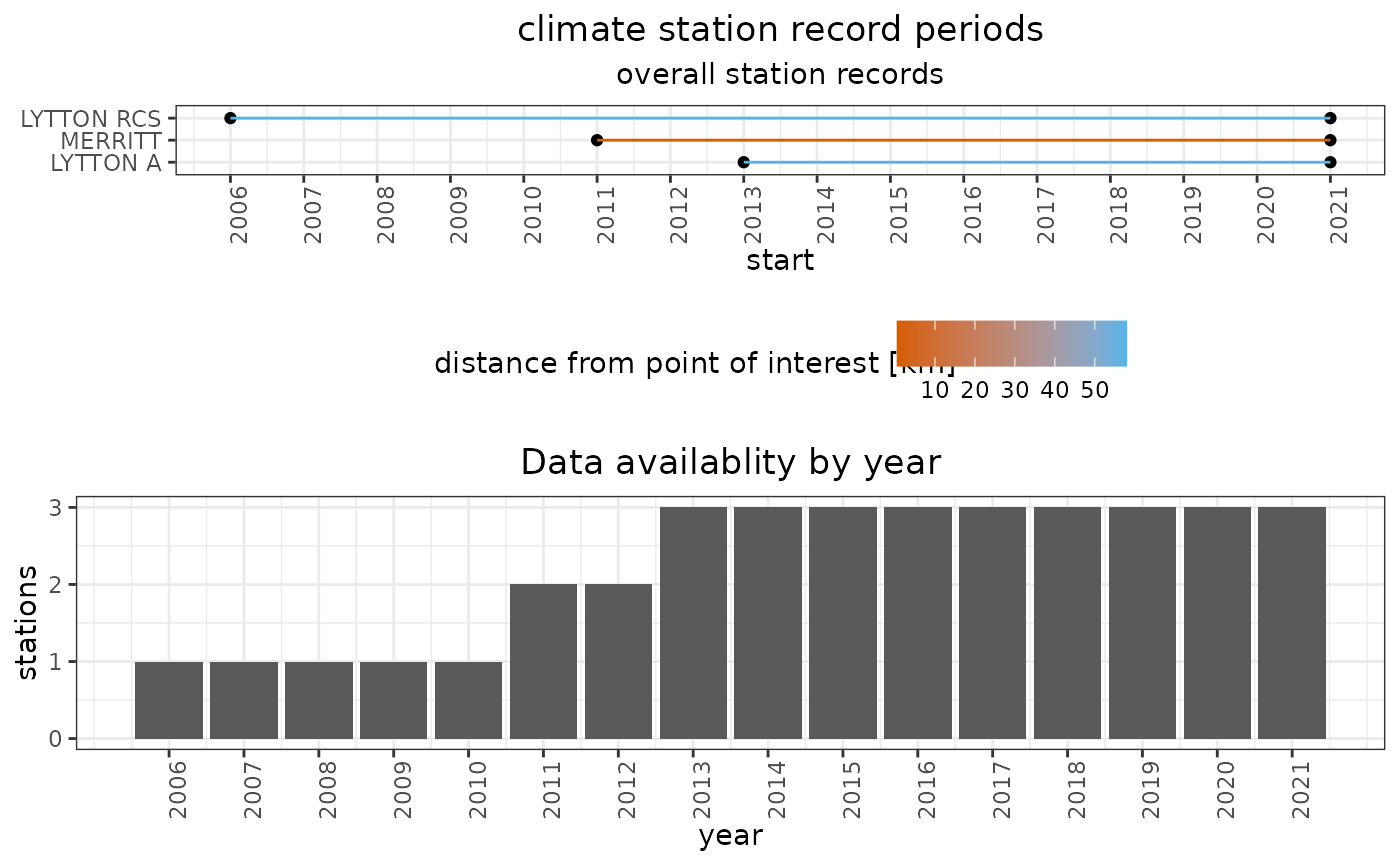 climate station record periods
overall station records
LYTTON RCS
MERRITT
LYTTON A
2006 2007 2008 2009 2010 2011 2012 2013 2014 2015 2016 2017 2018 2019 2020 2021
start
distance from point of interest [km]
10 20 30 40 50
Data availablity by year
3
2
1
0
stations
2006 2007 2008 2009 2010 2011 2012 2013 2014 2015 2016 2017 2018 2019 2020 2021
year